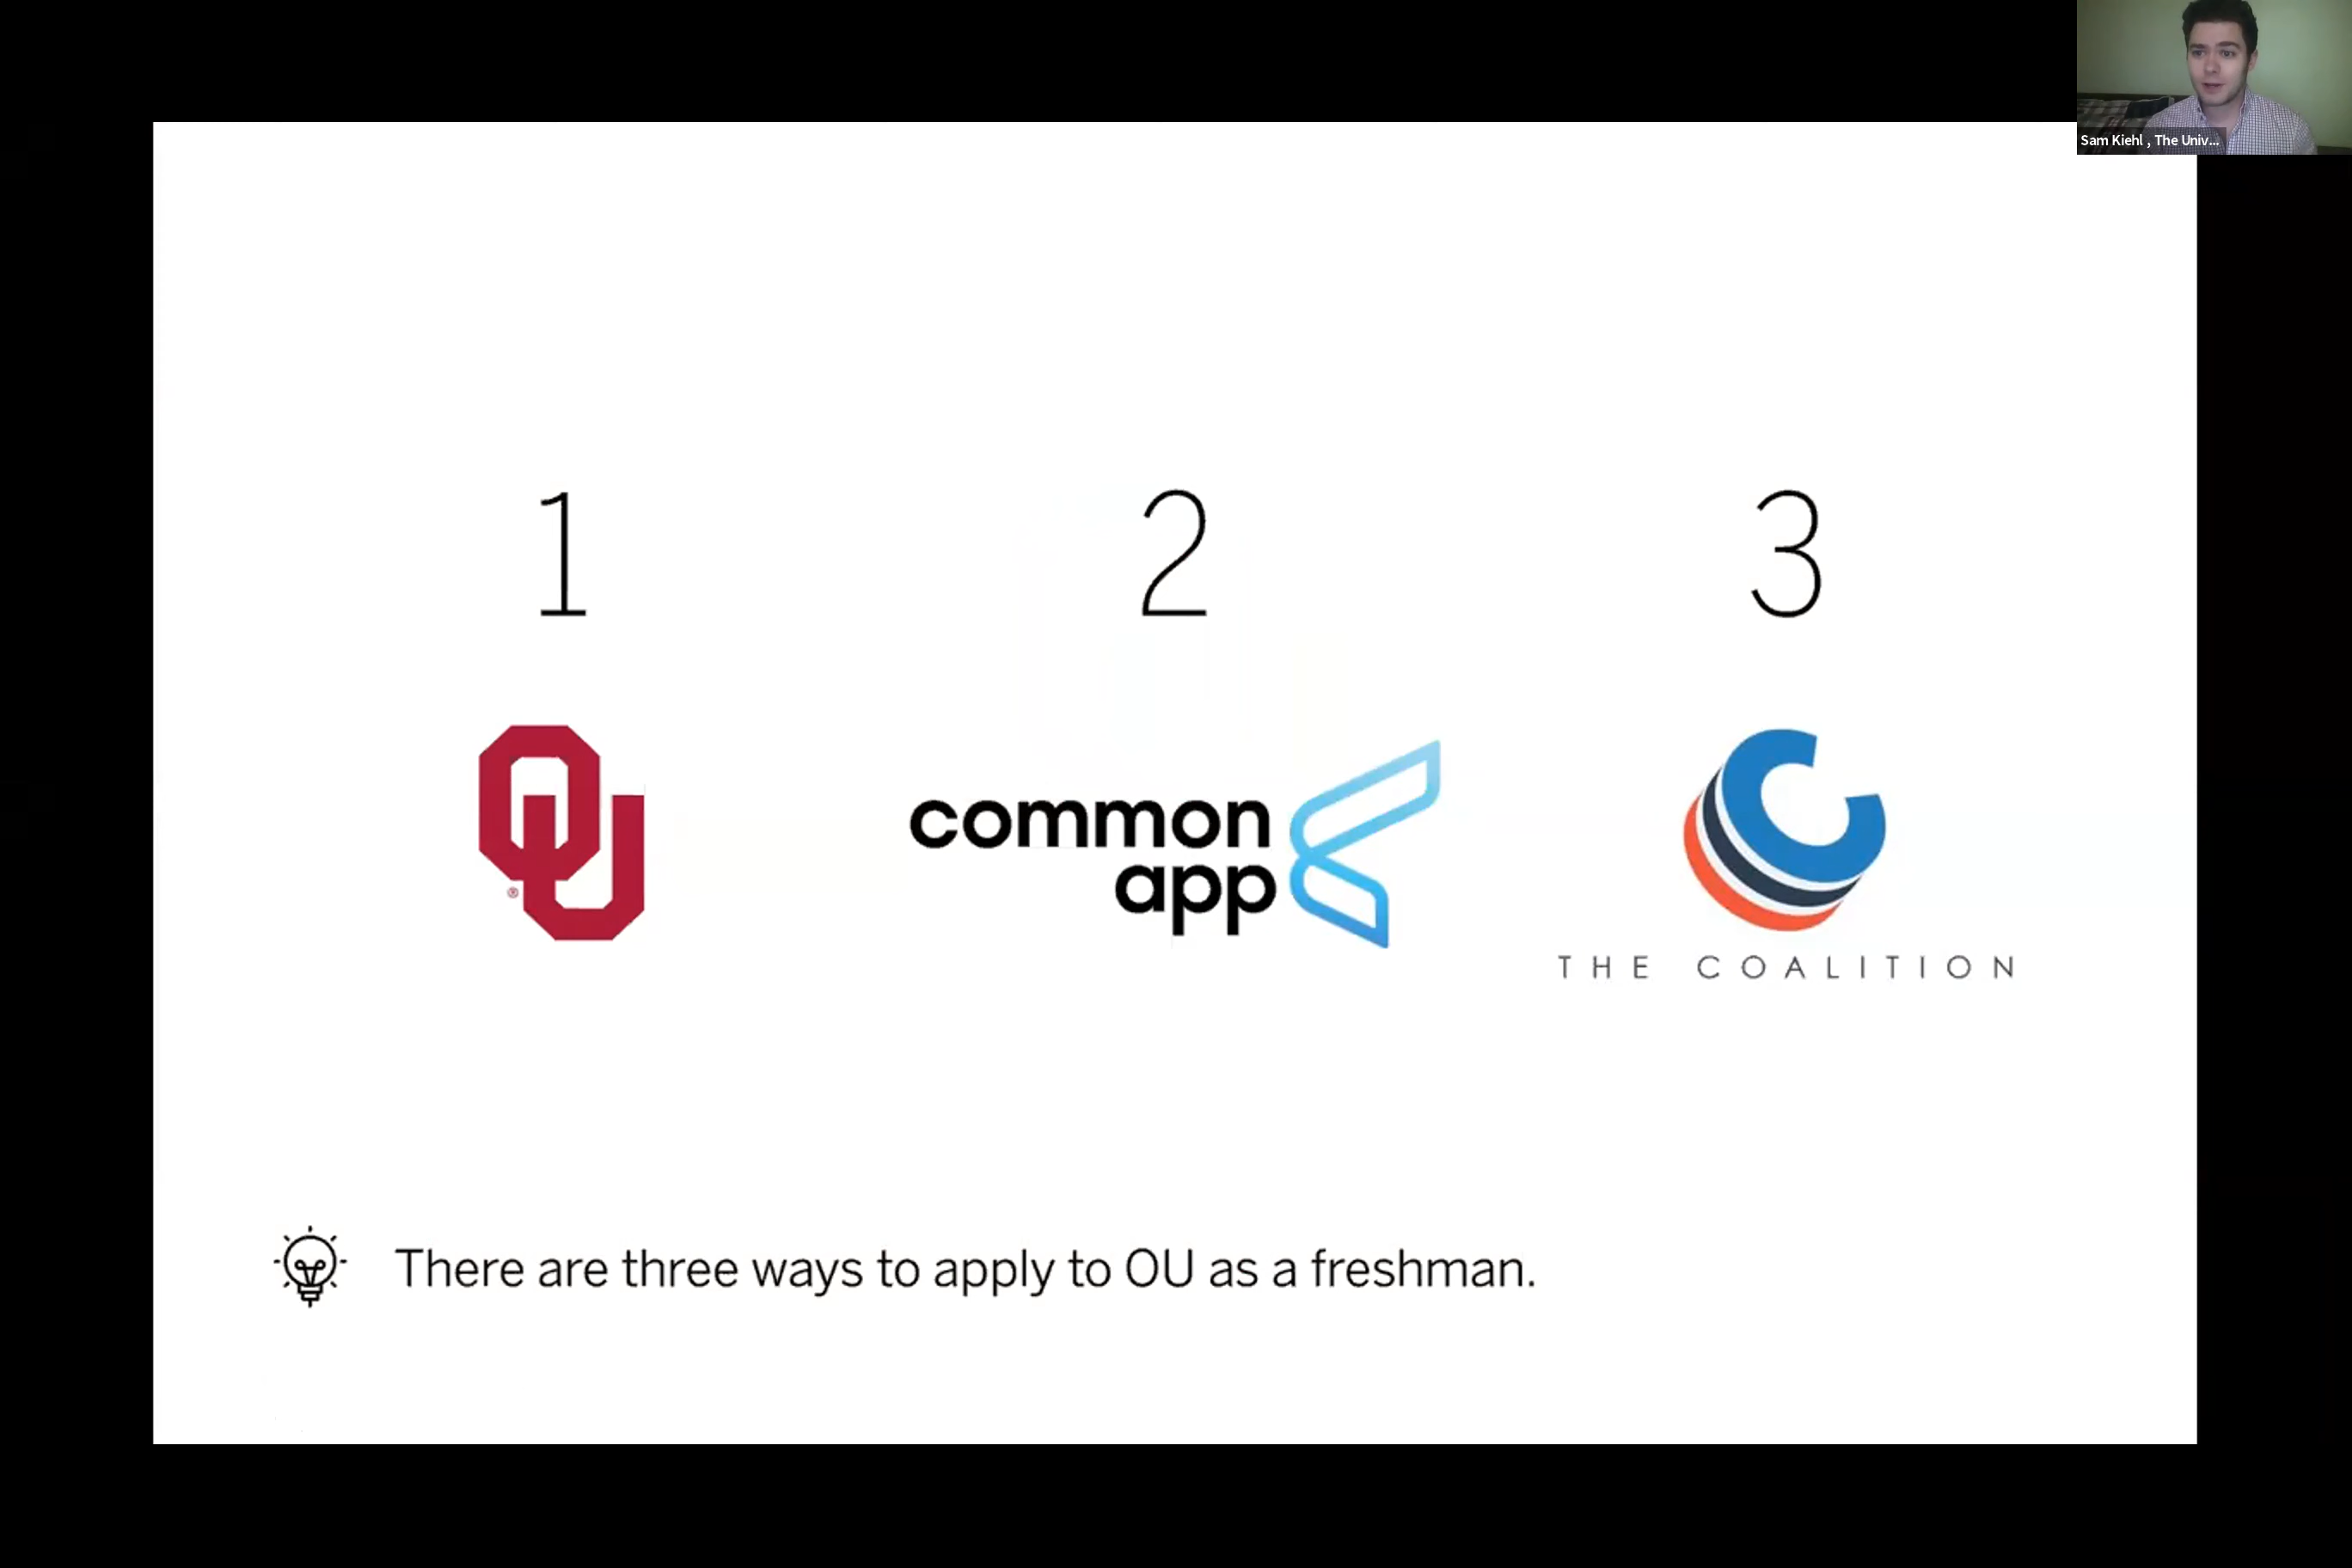 Sam Kiehl , The Univ...
1
2
3
OU
®
common
app
THE COALITION
There are three ways to apply to OU as a freshman.